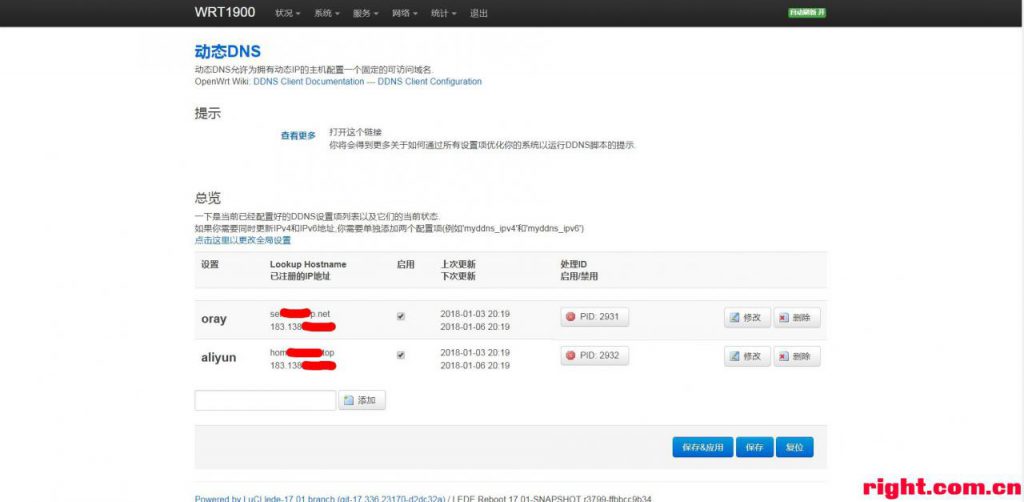 WRT1900 状况 系统 服务 网络 统计 退出 自动刷新 开
动态DNS
动态DNS允许为拥有动态IP的主机配置一个固定的可访问域名.
OpenWrt Wiki: DDNS Client Documentation --- DDNS Client Configuration
提示
查看更多 打开这个链接
你将会得到更多关于如何通过所有设置项优化你的系统以运行DDNS脚本的提示.
总览
一下是当前已经配置好的DDNS设置项列表以及它们的当前状态.
如果你需要同时更新IPv4和IPv6地址,你需要单独添加两个配置项(例如'myddns_ipv4'和'myddns_ipv6')
点击这里以更改全局设置
设置 Lookup Hostname 启用 上次更新 处理ID
已注册的IP地址 下次更新 启用/禁用
oray p.net 2018-01-03 20:19 PID: 2931 修改 删除
183.138 2018-01-06 20:19
aliyun hom top 2018-01-03 20:19 PID: 2932 修改 删除
183.138 2018-01-06 20:19
添加
保存&应用 保存 复位
Powered by LuCI lede-17.01 branch (git-17.336.23170-d2dc32a) / LEDE Reboot 17.01-SNAPSHOT r3799-fbbcc9b34
right.com.cn